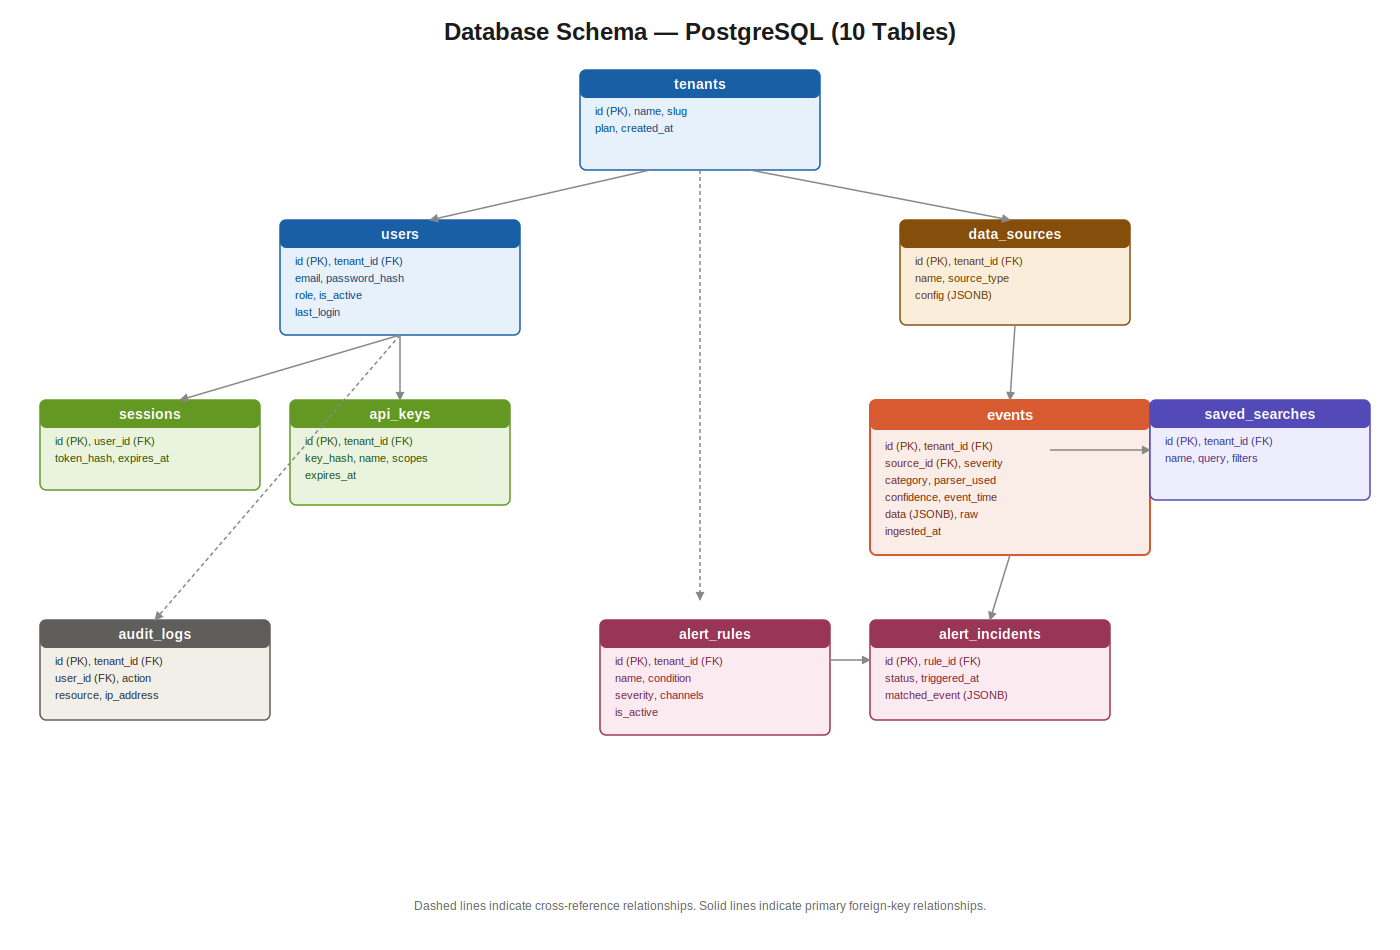 Database Schema — PostgreSQL (10 Tables)
tenants
id (PK), name, slug
plan, created_at
users
id (PK), tenant_id (FK)
email, password_hash
role, is_active
last_login
data_sources
id (PK), tenant_id (FK)
name, source_type
config (JSONB)
sessions
id (PK), user_id (FK)
token_hash, expires_at
api_keys
id (PK), tenant_id (FK)
key_hash, name, scopes
expires_at
events
id (PK), tenant_id (FK)
source_id (FK), severity
category, parser_used
confidence, event_time
data (JSONB), raw
ingested_at
saved_searches
id (PK), tenant_id (FK)
name, query, filters
audit_logs
id (PK), tenant_id (FK)
user_id (FK), action
resource, ip_address
alert_rules
id (PK), tenant_id (FK)
name, condition
severity, channels
is_active
alert_incidents
id (PK), rule_id (FK)
status, triggered_at
matched_event (JSONB)
Dashed lines indicate cross-reference relationships. Solid lines indicate primary foreign-key relationships.